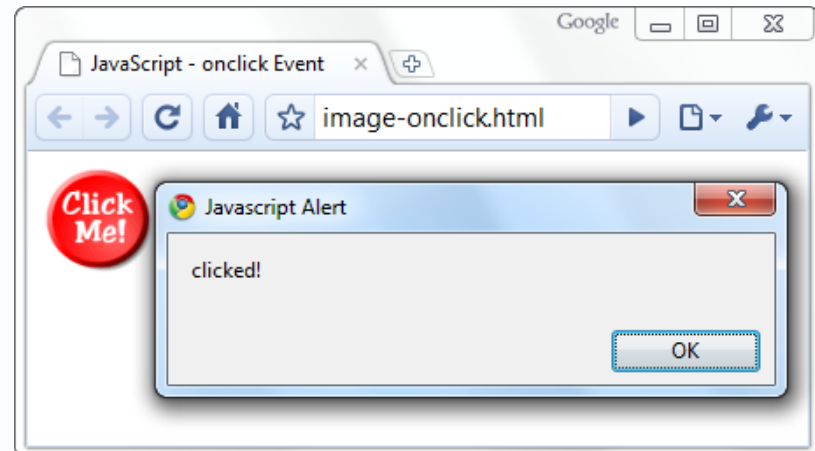 Google
JavaScript - onclick Event
image-onclick.html
Click
Me!
Javascript Alert
clicked!
OK